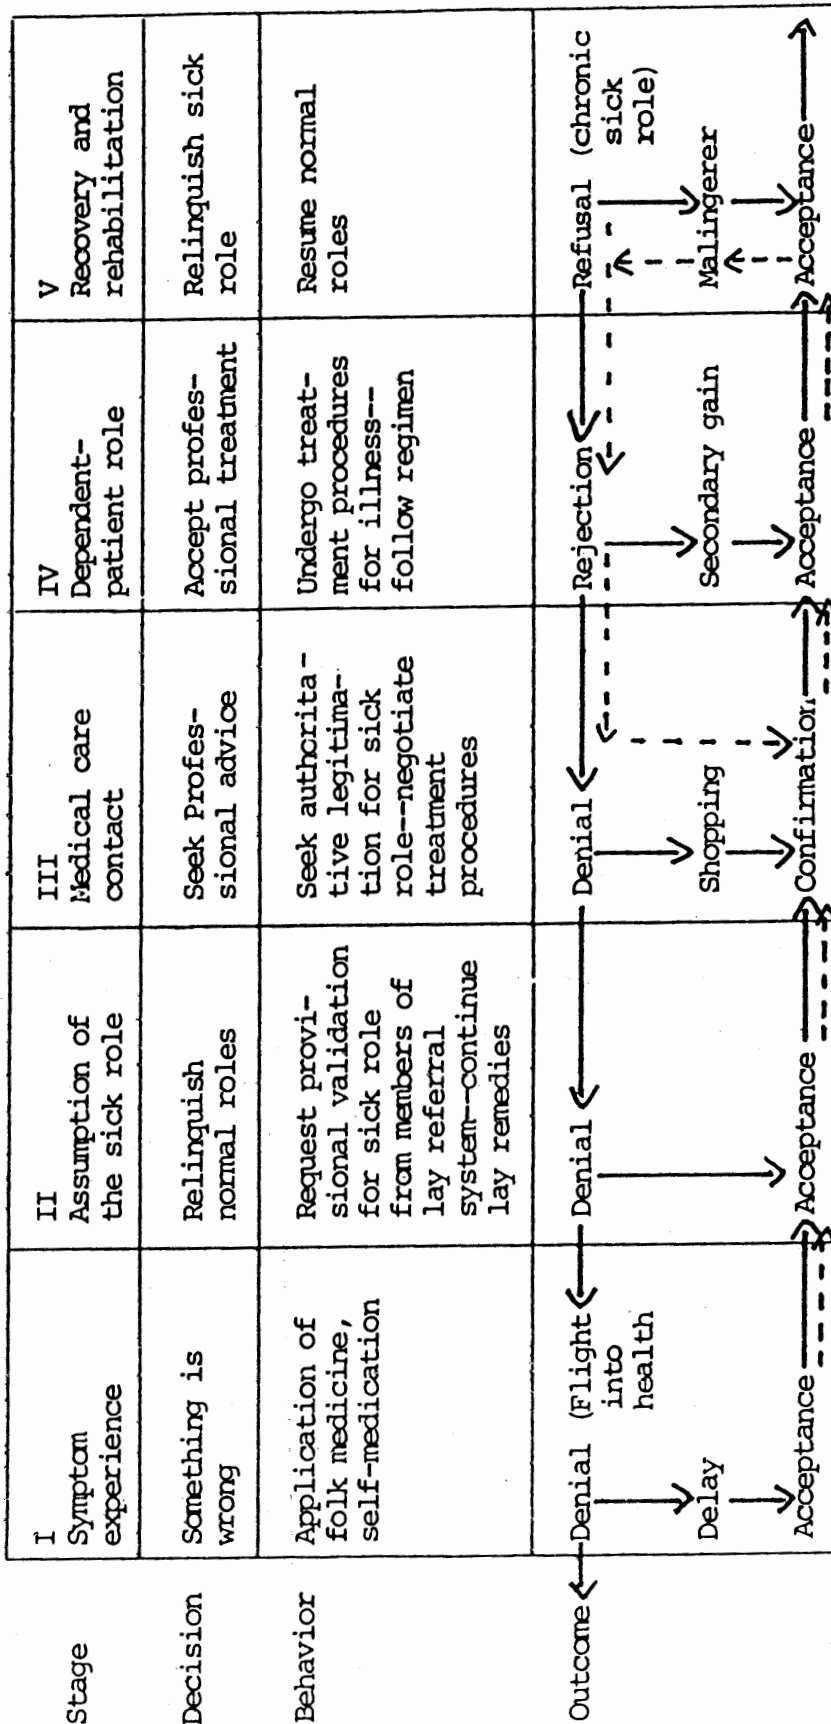 Stage
I
Symptom
experience
II
Assumption of
the sick role
III
Medical care
contact
IV
Dependent-
patient role
V
Recovery and
rehabilitation
Decision
Something is
wrong
Relinquish
normal roles
Seek Profes-
sional advice
Accept profes-
sional treatment
Relinquish sick
role
Behavior
Application of
folk medicine,
self-medication
Request provi-
sional validation
for sick role
from members of
lay referral
system--continue
lay remedies
Seek authorita-
tive legitima-
tion for sick
role--negotiate
treatment
procedures
Undergo treat-
ment procedures
for illness--
follow regimen
Resume normal
roles
Outcome
Denial (Flight
into
health
Delay
Acceptance
Denial
Acceptance
Denial
Shopping
Confirmation
Rejection
Secondary gain
Acceptance
Refusal (chronic
sick
role)
Malingerer
Acceptance